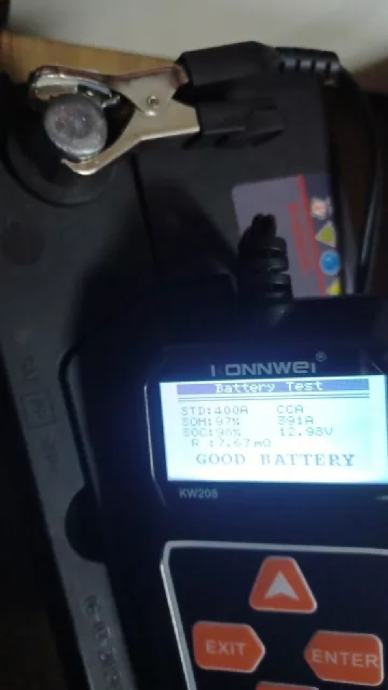 KONNWEI®
Battery Test
STD:400A CCA
SOH:97% 391A
SOC:98% 12.93V
R :7.67mΩ
GOOD BATTERY
KW208
EXIT
ENTER